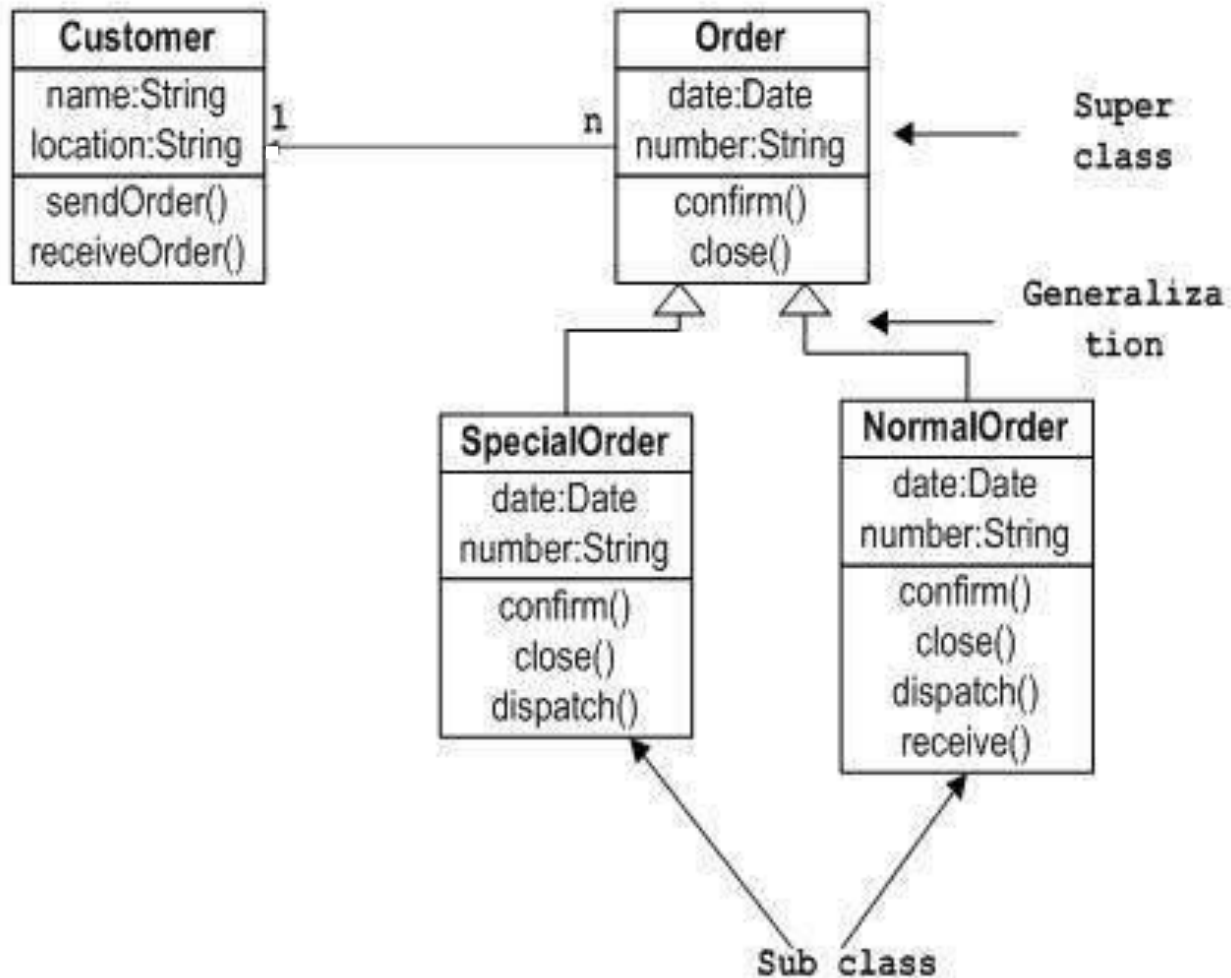 Customer
name:String
location:String
sendOrder()
receiveOrder()
1
n
Order
date:Date
number:String
confirm()
close()
Super
class
Generaliza
tion
SpecialOrder
date:Date
number:String
confirm()
close()
dispatch()
NormalOrder
date:Date
number:String
confirm()
close()
dispatch()
receive()
Sub class